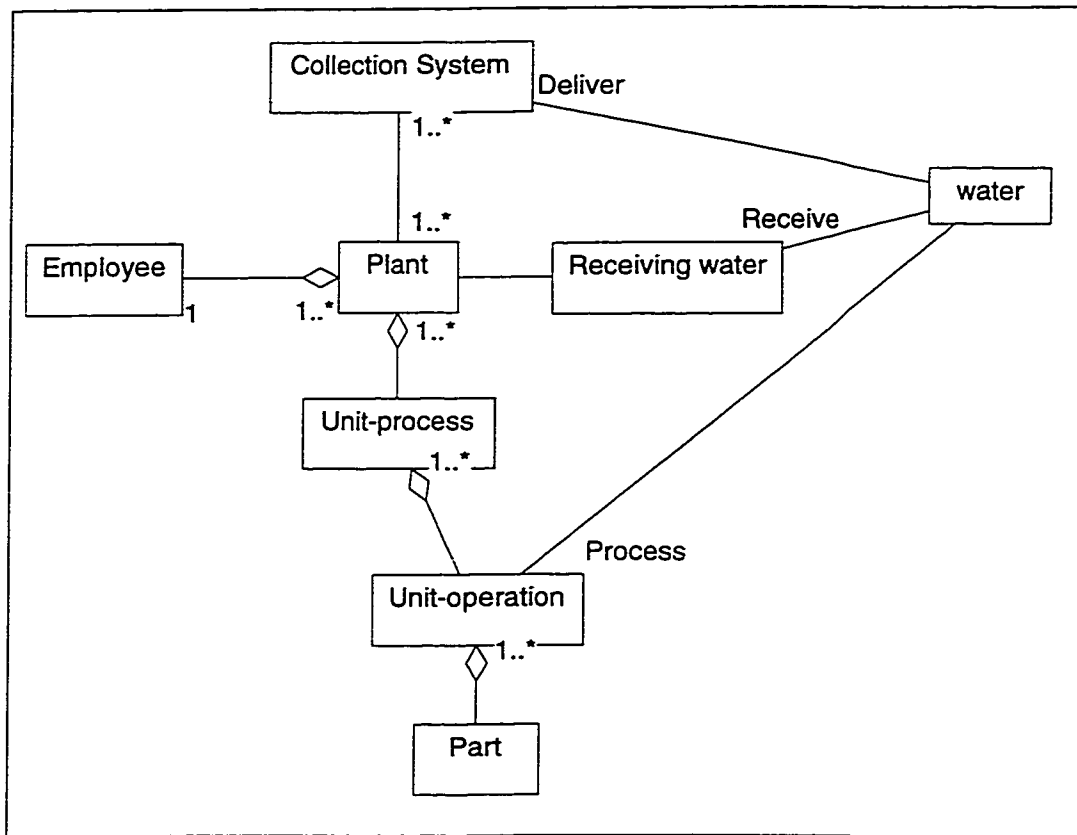 Collection System
Deliver
1..*
water
1..*
Receive
Employee
Plant
Receiving water
1
1..*
1..*
Unit-process
1..*
Process
Unit-operation
1..*
Part